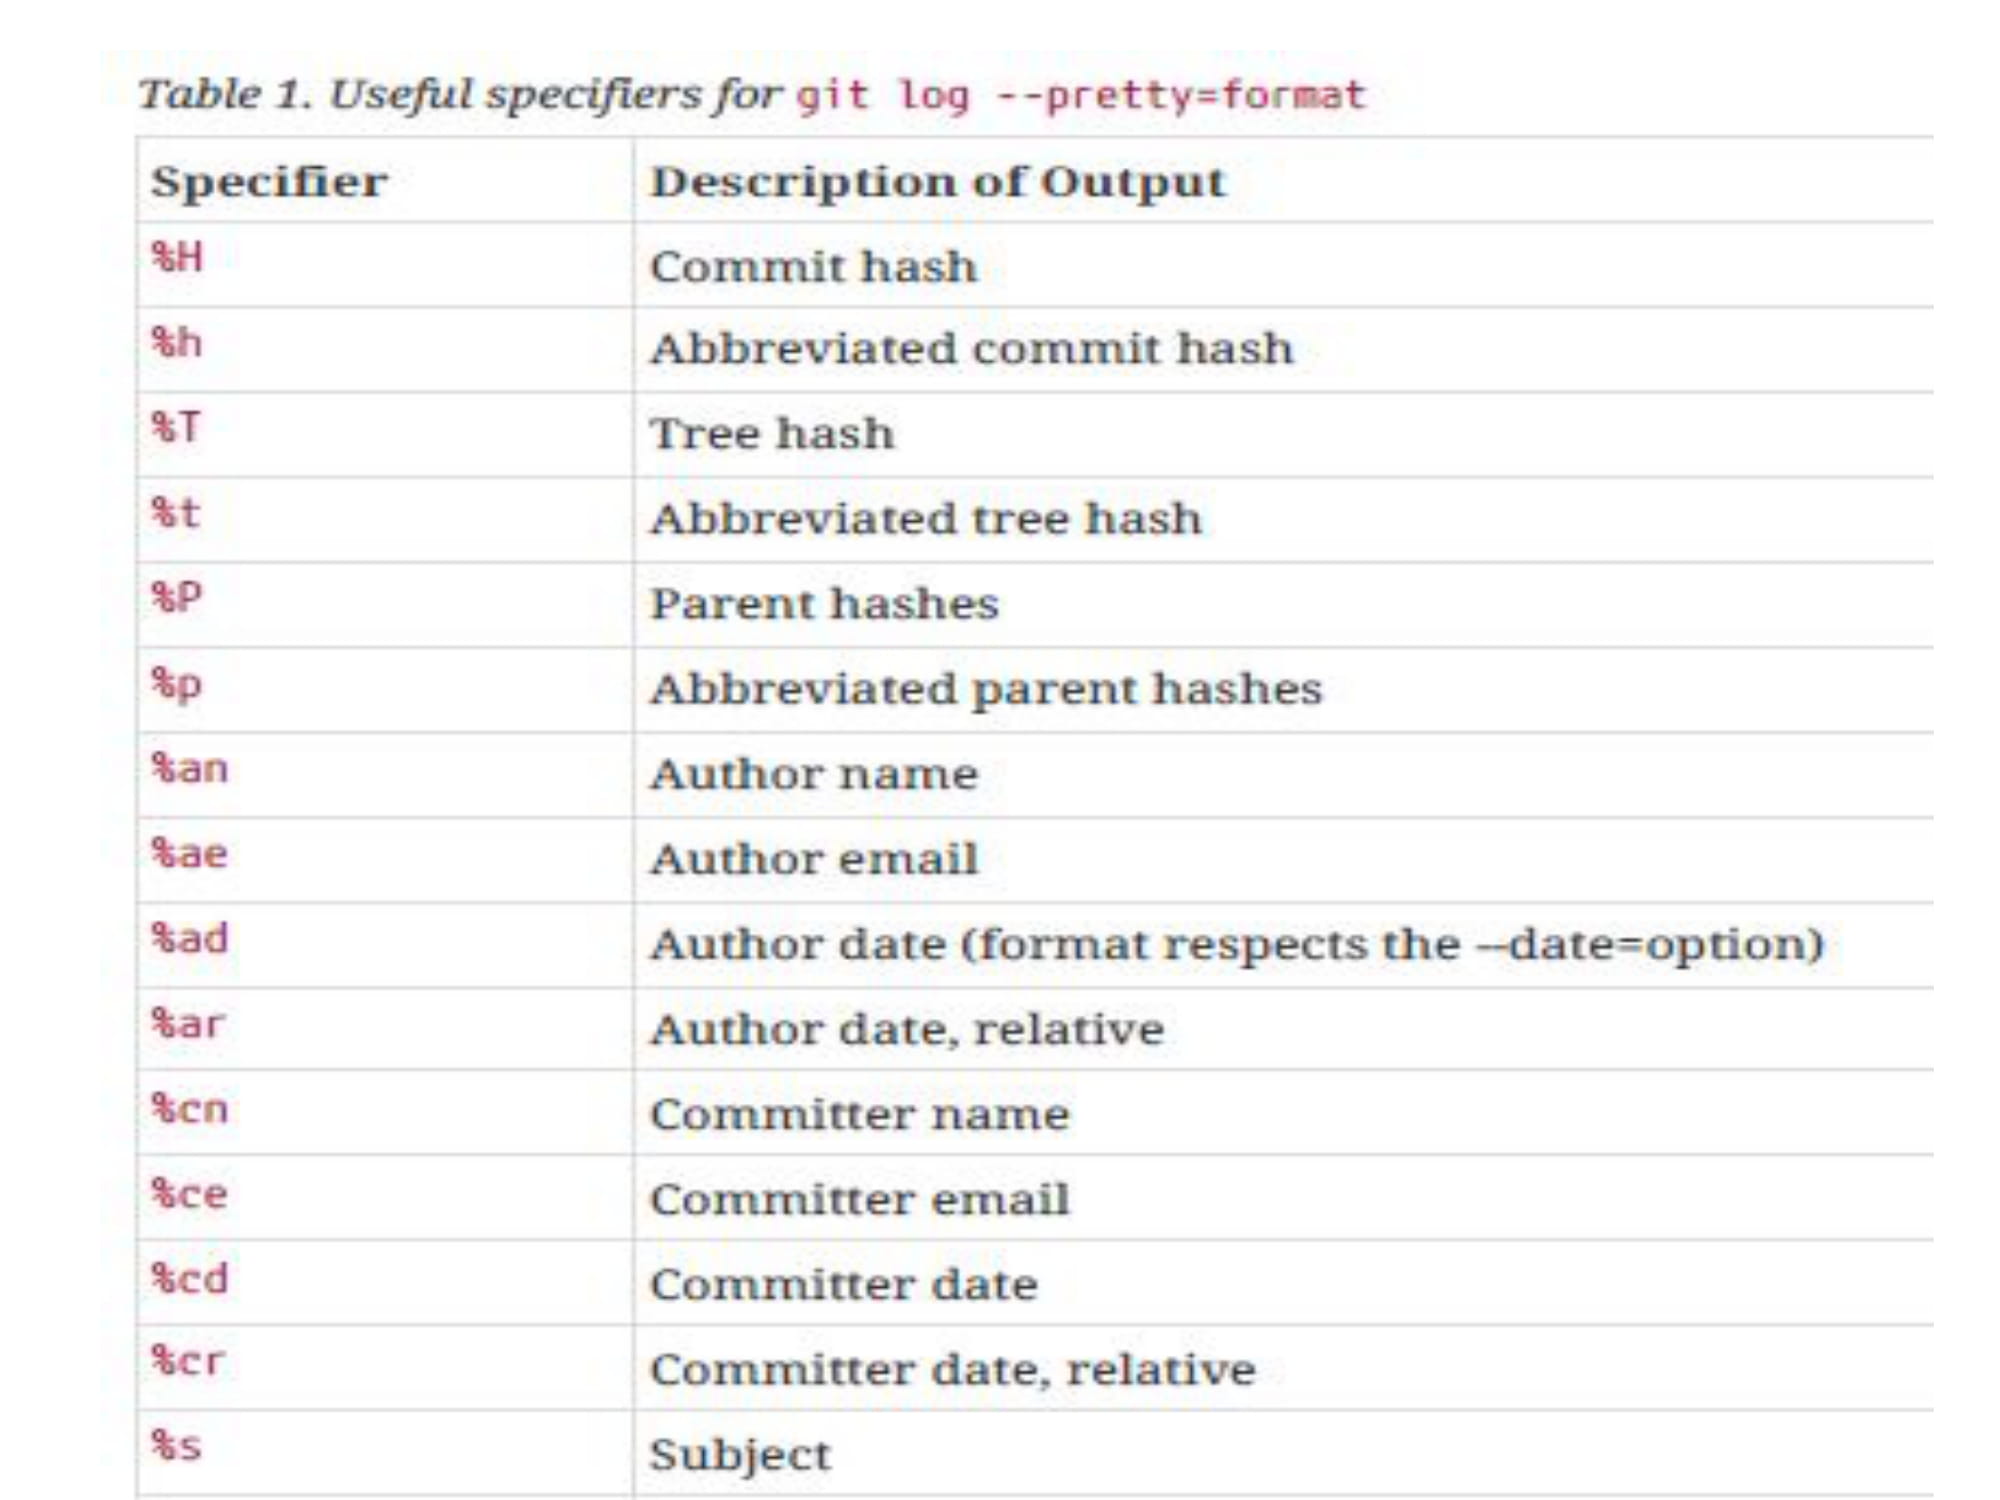 Table 1. Useful specifiers for git log --pretty=format
Specifier Description of Output
%H Commit hash
%h Abbreviated commit hash
%T Tree hash
%t Abbreviated tree hash
%P Parent hashes
%p Abbreviated parent hashes
%an Author name
%ae Author email
%ad Author date (format respects the --date=option)
%ar Author date, relative
%cn Committer name
%ce Committer email
%cd Committer date
%cr Committer date, relative
%s Subject